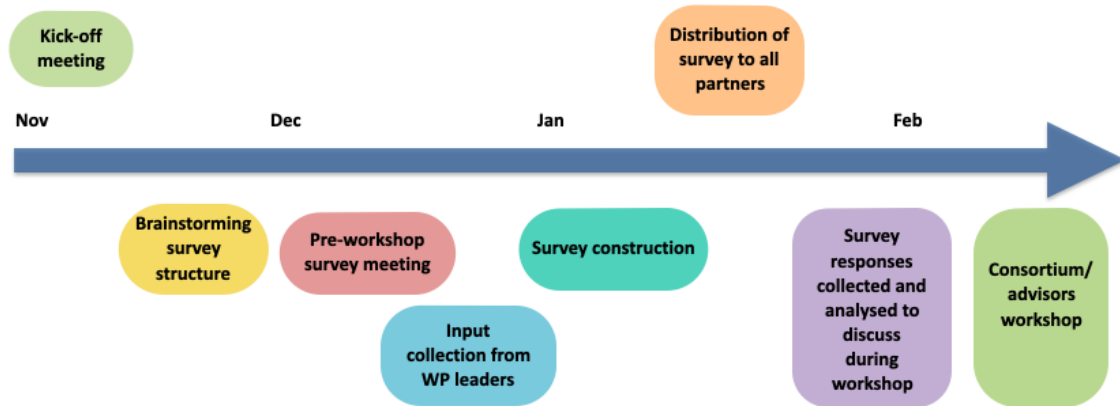 Kick-off
meeting
Distribution of
survey to all
partners
Nov
Dec
Jan
Feb
Brainstorming
survey
structure
Pre-workshop
survey meeting
Input
collection from
WP leaders
Survey construction
Survey
responses
collected and
analysed to
discuss
during
workshop
Consortium/
advisors
workshop